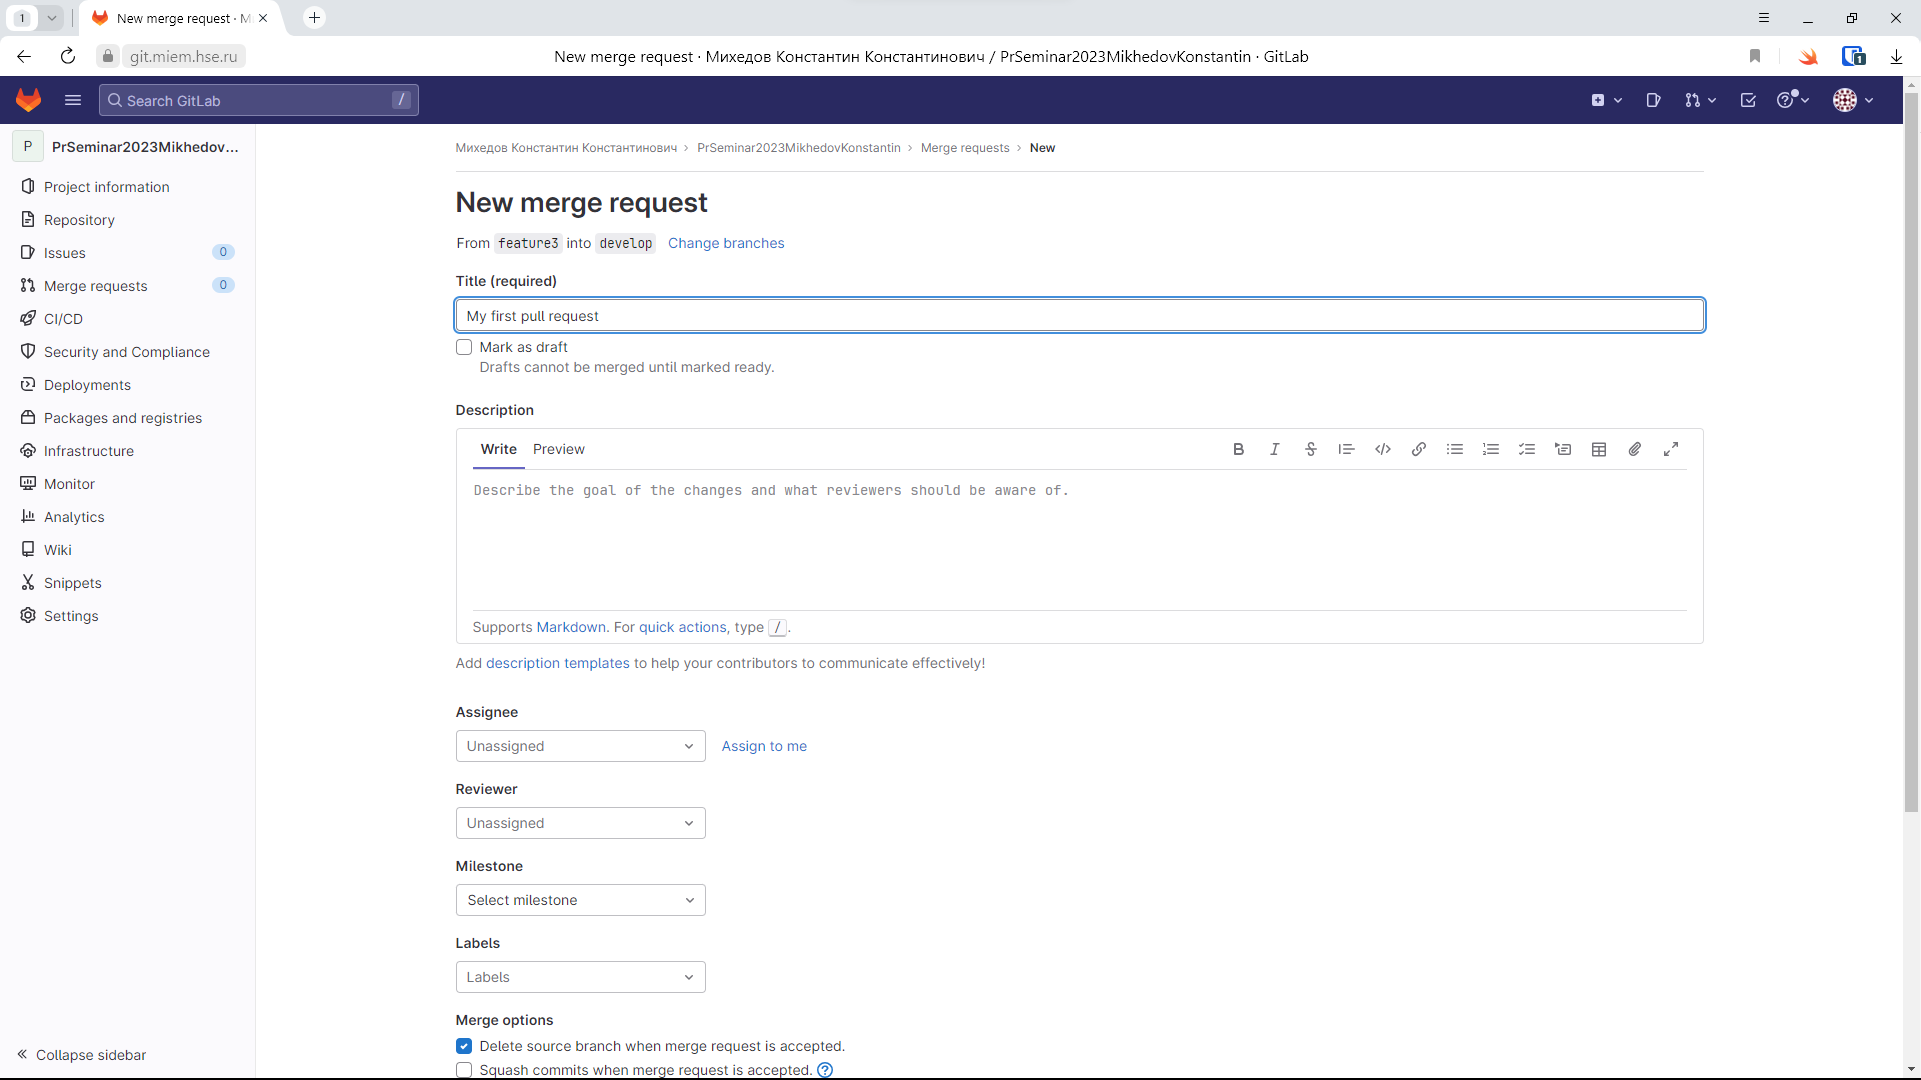 1
New merge request · M
git.miem.hse.ru
New merge request · Михедов Константин Константинович / PrSeminar2023MikhedovKonstantin · GitLab
1
Search GitLab
/
P
PrSeminar2023Mikhedov...
Project information
Repository
Issues
0
Merge requests
0
CI/CD
Security and Compliance
Deployments
Packages and registries
Infrastructure
Monitor
Analytics
Wiki
Snippets
Settings
Collapse sidebar
Михедов Константин Константинович › PrSeminar2023MikhedovKonstantin › Merge requests › New
New merge request
From feature3 into develop Change branches
Title (required)
My first pull request
Mark as draft
Drafts cannot be merged until marked ready.
Description
Write Preview
Describe the goal of the changes and what reviewers should be aware of.
Supports Markdown. For quick actions, type /.
Add description templates to help your contributors to communicate effectively!
Assignee
Unassigned
Assign to me
Reviewer
Unassigned
Milestone
Select milestone
Labels
Labels
Merge options
Delete source branch when merge request is accepted.
Squash commits when merge request is accepted.